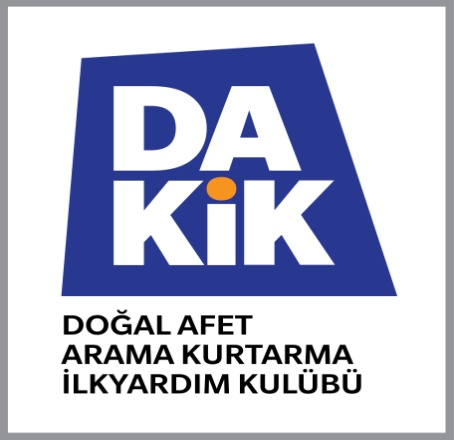 DA
KiK
DOĞAL AFET
ARAMA KURTARMA
İLKYARDIM KULÜBÜ